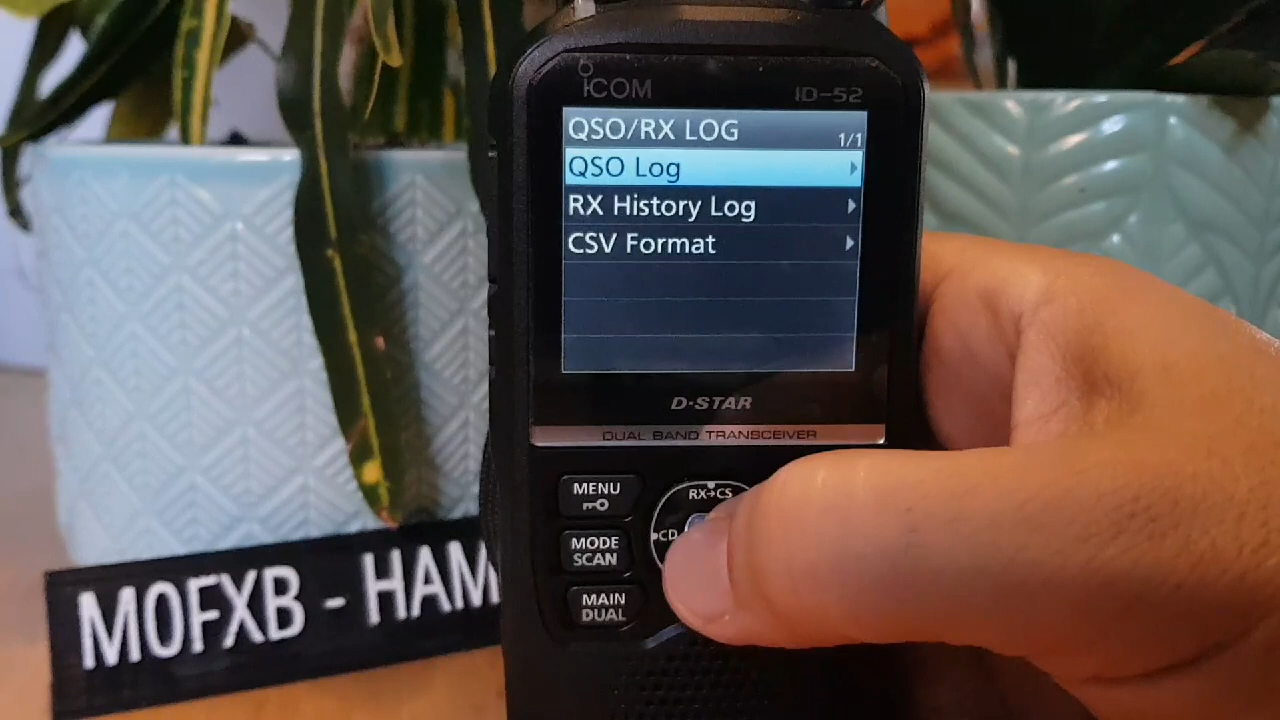 iCOM
ID-52
QSO/RX LOG
1/1
QSO Log
RX History Log
CSV Format
D-STAR
DUAL BAND TRANSCEIVER
MENU
RX→CS
CD
MODE
SCAN
MAIN
DUAL
M0FXB - HAM